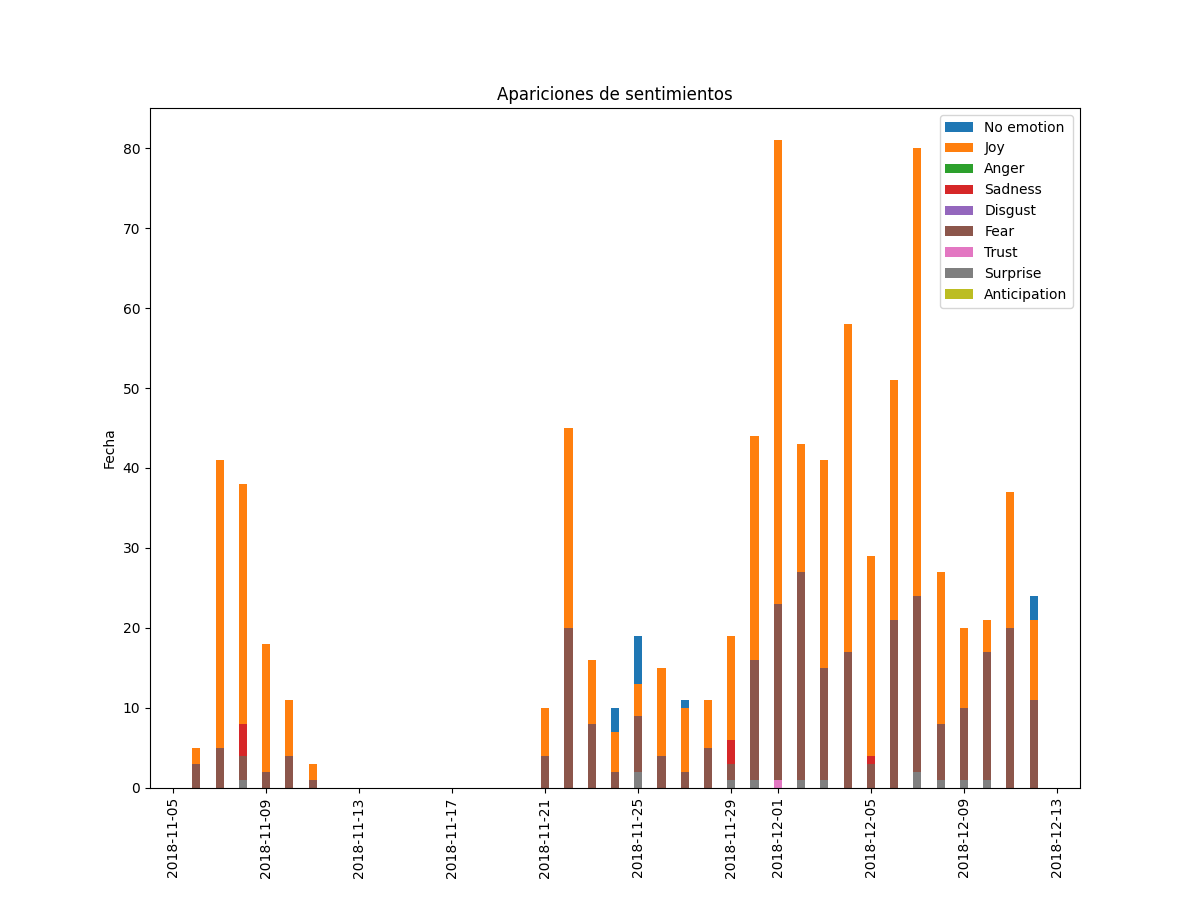 Apariciones de sentimientos
No emotion
Joy
Anger
Sadness
Disgust
Fear
Trust
Surprise
Anticipation
Fecha
80
70
60
50
40
30
20
10
0
2018-11-05
2018-11-09
2018-11-13
2018-11-17
2018-11-21
2018-11-25
2018-11-29
2018-12-01
2018-12-05
2018-12-09
2018-12-13